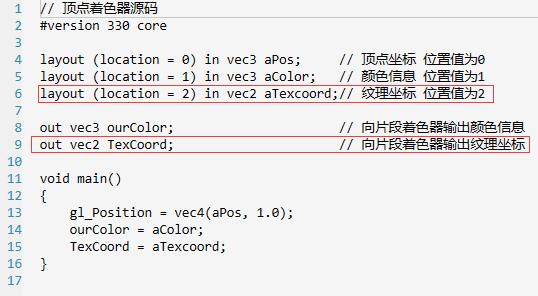 1 // 顶点着色器源码
2 #version 330 core
3
4 layout (location = 0) in vec3 aPos;     // 顶点坐标 位置值为0
5 layout (location = 1) in vec3 aColor;   // 颜色信息 位置值为1
6 layout (location = 2) in vec2 aTexcoord;// 纹理坐标 位置值为2
7
8 out vec3 ourColor;                      // 向片段着色器输出颜色信息
9 out vec2 TexCoord;                      // 向片段着色器输出纹理坐标
10
11 void main()
12 {
13     gl_Position = vec4(aPos, 1.0);
14     ourColor = aColor;
15     TexCoord = aTexcoord;
16 }
17